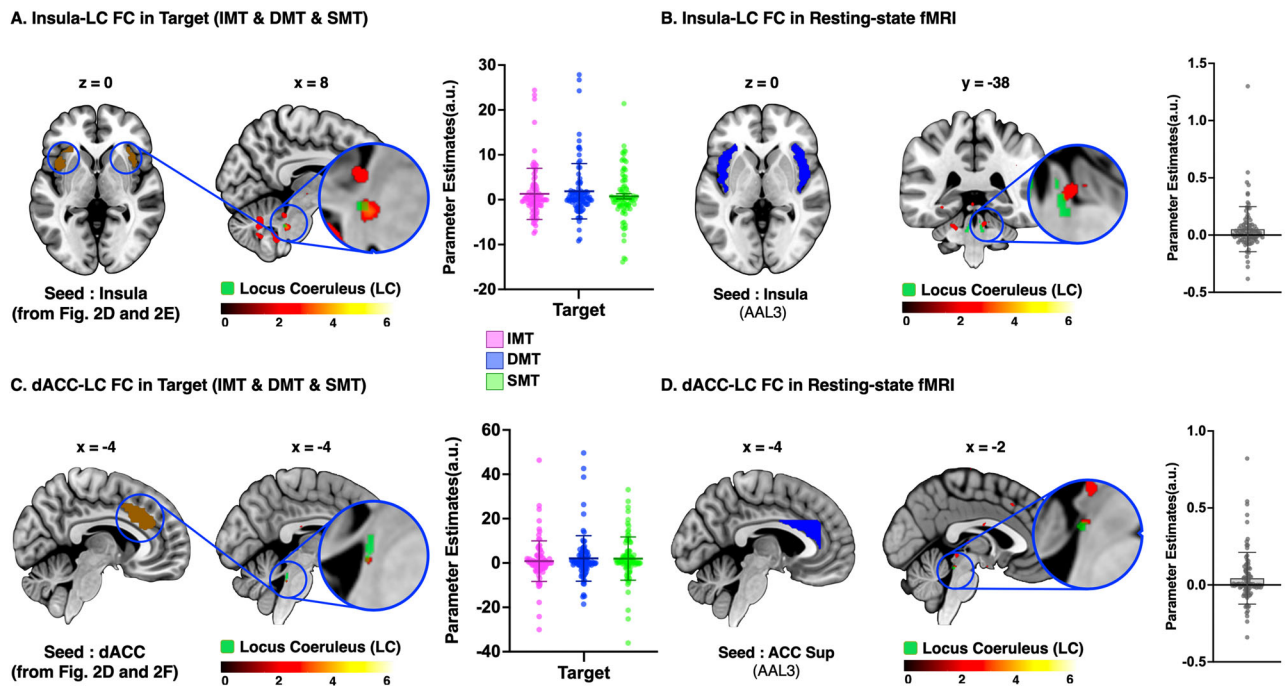 A. Insula-LC FC in Target (IMT & DMT & SMT)
z = 0
x = 8
Seed : Insula
(from Fig. 2D and 2E)
Locus Coeruleus (LC)
0 2 4 6
Parameter Estimates(a.u.)
30
20
10
0
-10
-20
Target
IMT
DMT
SMT
B. Insula-LC FC in Resting-state fMRI
z = 0
y = -38
Seed : Insula
(AAL3)
Locus Coeruleus (LC)
0 2 4 6
Parameter Estimates(a.u.)
1.5
1.0
0.5
0.0
-0.5
C. dACC-LC FC in Target (IMT & DMT & SMT)
x = -4
x = -4
Seed : dACC
(from Fig. 2D and 2F)
Locus Coeruleus (LC)
0 2 4 6
Parameter Estimates(a.u.)
60
40
20
0
-20
-40
Target
D. dACC-LC FC in Resting-state fMRI
x = -4
x = -2
Seed : ACC Sup
(AAL3)
Locus Coeruleus (LC)
0 2 4 6
Parameter Estimates(a.u.)
1.0
0.5
0.0
-0.5